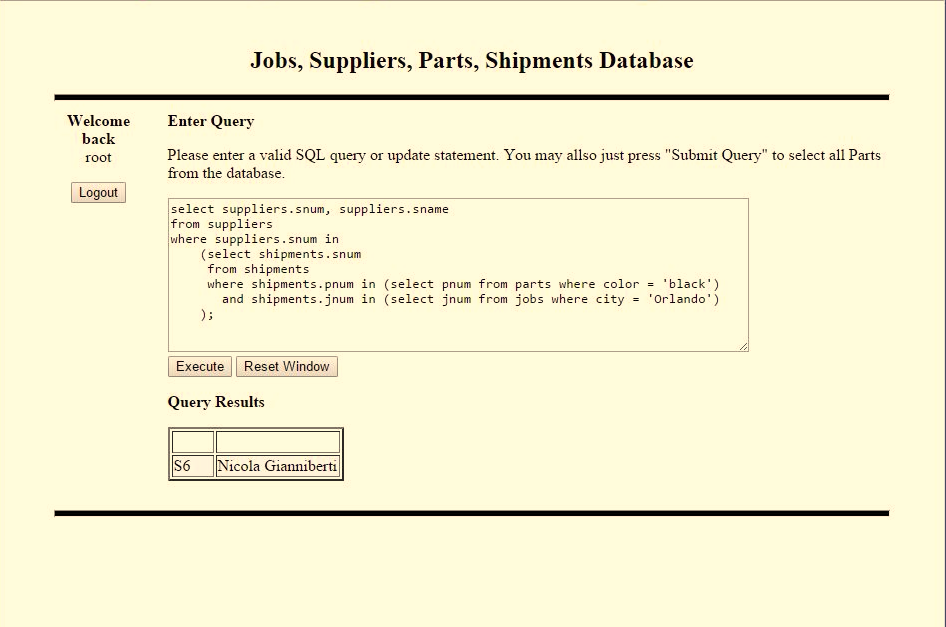 Jobs, Suppliers, Parts, Shipments Database
Welcome
back
root
Logout
Enter Query
Please enter a valid SQL query or update statement. You may allso just press "Submit Query" to select all Parts
from the database.
select suppliers.snum, suppliers.sname
from suppliers
where suppliers.snum in
    (select shipments.snum
     from shipments
     where shipments.pnum in (select pnum from parts where color = 'black')
       and shipments.jnum in (select jnum from jobs where city = 'Orlando')
    );
Execute Reset Window
Query Results
S6 Nicola Gianniberti